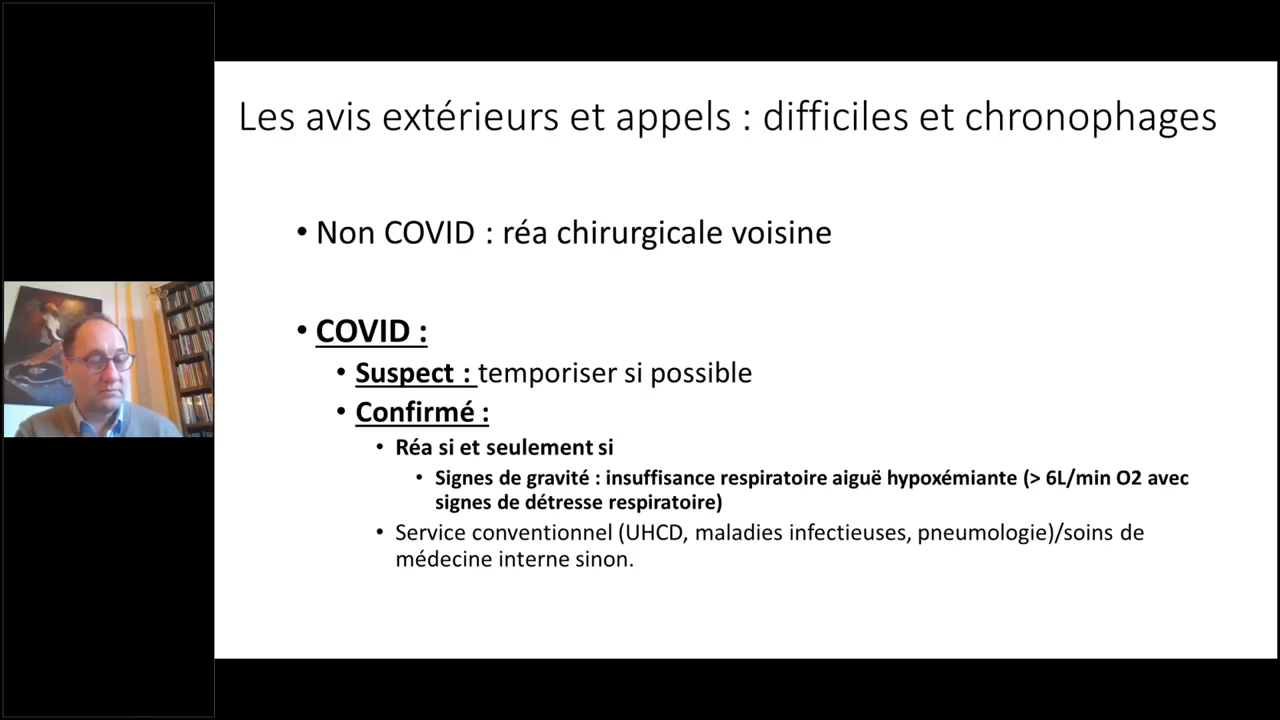 Les avis extérieurs et appels : difficiles et chronophages
• Non COVID : réa chirurgicale voisine
• COVID :
• Suspect : temporiser si possible
• Confirmé :
• Réa si et seulement si
• Signes de gravité : insuffisance respiratoire aiguë hypoxémiante (> 6L/min O2 avec
signes de détresse respiratoire)
• Service conventionnel (UHCD, maladies infectieuses, pneumologie)/soins de
médecine interne sinon.